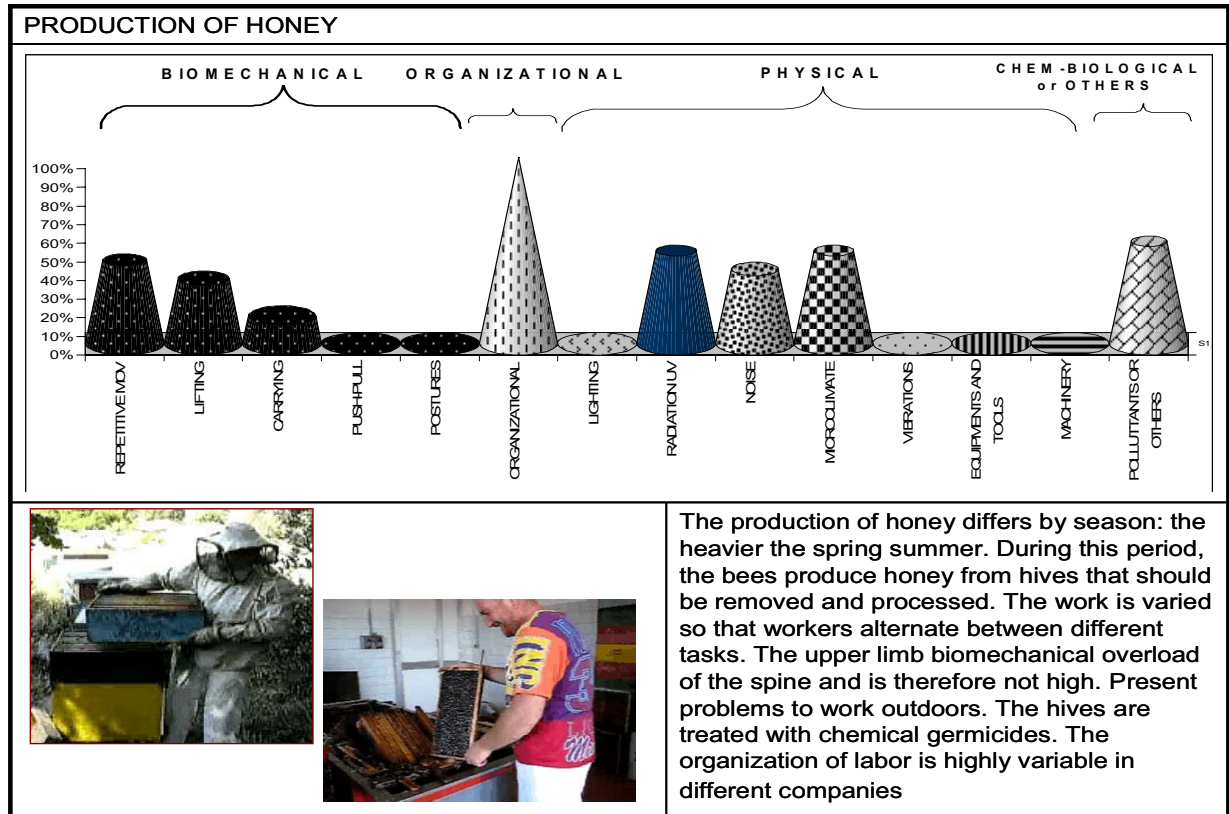 PRODUCTION OF HONEY
BIOMECHANICAL ORGANIZATIONAL PHYSICAL CHEM-BIOLOGICAL
or OTHERS
100%
90%
80%
70%
60%
50%
40%
30%
20%
10%
0%
S1
REPETITIVE MOV
LIFTING
CARRYING
PUSH-PULL
POSTURES
ORGANIZATIONAL
LIGHTING
RADIATION UV
NOISE
MICROCLIMATE
VIBRATIONS
EQUIPMENTS AND
TOOLS
MACHINERY
POLLUTTANTS OR
OTHERS
The production of honey differs by season: the
heavier the spring summer. During this period,
the bees produce honey from hives that should
be removed and processed. The work is varied
so that workers alternate between different
tasks. The upper limb biomechanical overload
of the spine and is therefore not high. Present
problems to work outdoors. The hives are
treated with chemical germicides. The
organization of labor is highly variable in
different companies